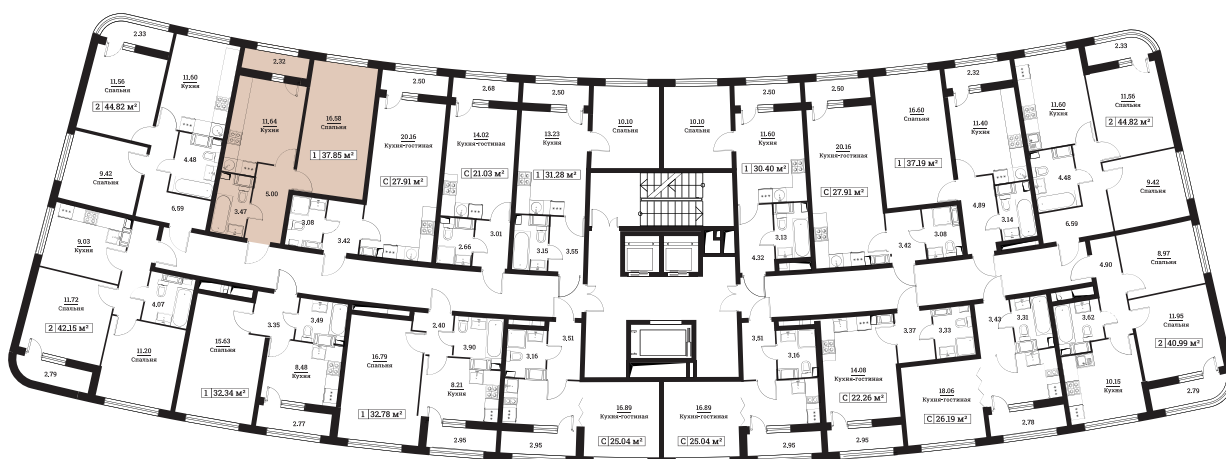 2.33
11.56
Спальня
2 44.82 м²
11.60
Кухня
4.48
9.42
Спальня
6.59
2.32
11.64
Кухня
16.58
Спальня
1 37.85 м²
5.00
3.47
2.50
20.16
Кухня-гостиная
С 27.91 м²
3.08
3.42
2.68
14.02
Кухня-гостиная
С 21.03 м²
2.66
3.01
2.50
13.23
Кухня
1 31.28 м²
3.15
3.55
10.10
Спальня
10.10
Спальня
2.50
11.60
Кухня
1 30.40 м²
3.13
4.32
2.50
20.16
Кухня-гостиная
С 27.91 м²
3.42
3.08
16.60
Спальня
1 37.19 м²
2.32
11.40
Кухня
4.89
3.14
11.60
Кухня
4.48
6.59
2.33
11.56
Спальня
2 44.82 м²
9.42
Спальня
9.03
Кухня
11.72
Спальня
2 42.15 м²
2.79
4.07
11.20
Спальня
15.63
Спальня
1 32.34 м²
3.35
3.49
8.48
Кухня
2.77
16.79
Спальня
1 32.78 м²
2.40
3.90
8.21
Кухня
2.95
3.16
3.51
2.95
16.89
Кухня-гостиная
С 25.04 м²
16.89
Кухня-гостиная
С 25.04 м²
3.51
3.16
2.95
14.08
Кухня-гостиная
С 22.26 м²
2.95
3.37
3.33
18.06
Кухня-гостиная
С 26.19 м²
3.43
3.31
2.78
3.62
4.90
10.15
Кухня
8.97
Спальня
11.95
Спальня
2 40.99 м²
2.79